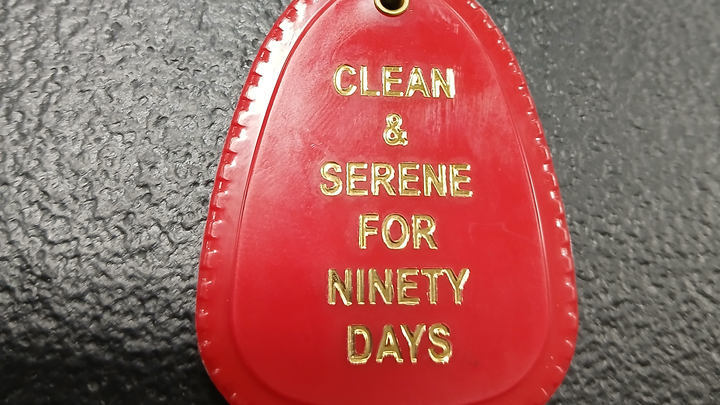 CLEAN
&
SERENE
FOR
NINETY
DAYS